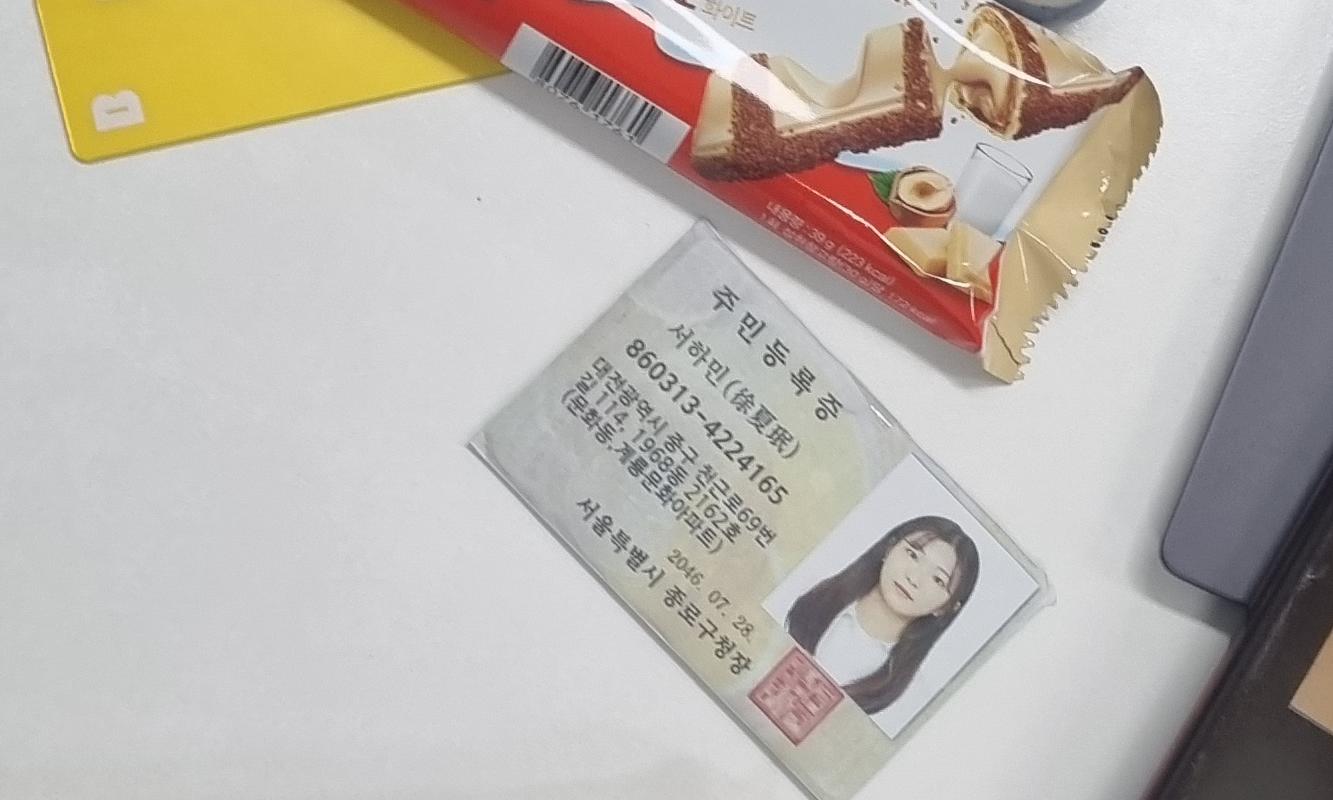 화이트
B
내용량 : 39 g (223 kcal)
주민등록증
서하민(徐夏珉)
860313-4224165
대전광역시 중구 천근로69번
길 114, 1968동 2162호
(문화동,계룡문화아파트)
2046. 07. 28.
서울특별시 종로구청장